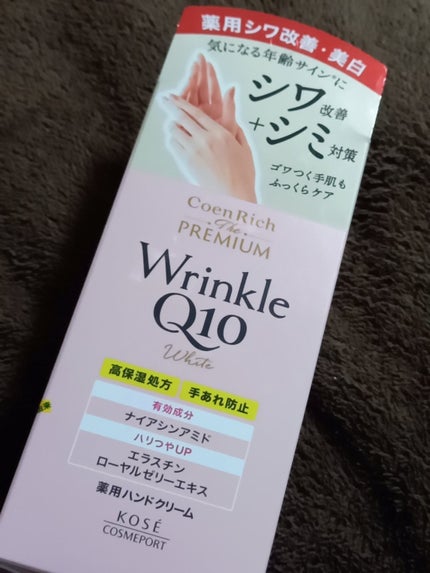 薬用シワ改善・美白
気になる年齢サイン*に
シワ改善
+シミ対策
ゴワつく手肌も
ふっくらケア
Coen Rich
The
PREMIUM
Wrinkle
Q10
White
高保湿処方 手あれ防止
有効成分
ナイアシンアミド
ハリつやUP
エラスチン
ローヤルゼリーエキス
薬用ハンドクリーム
KOSÉ
COSMEPORT